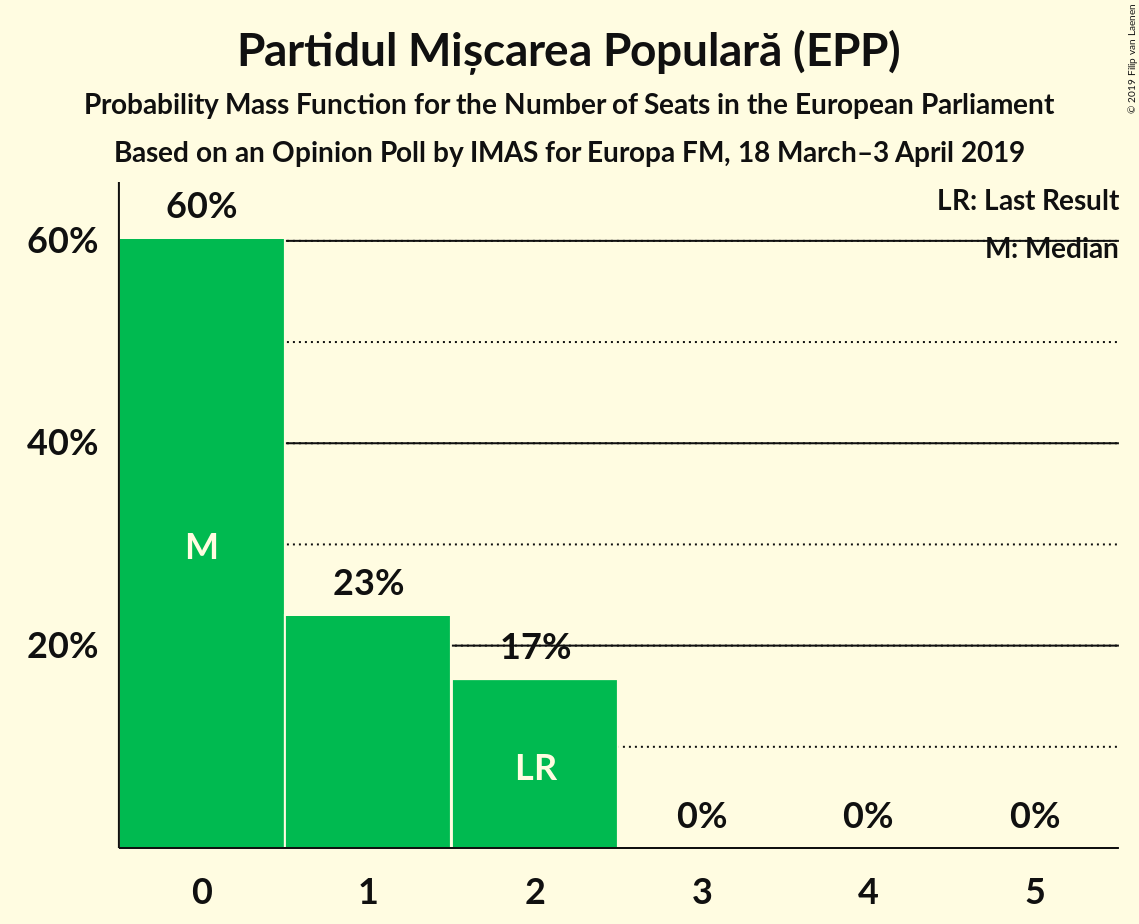 Partidul Mișcarea Populară (EPP)
Probability Mass Function for the Number of Seats in the European Parliament
Based on an Opinion Poll by IMAS for Europa FM, 18 March–3 April 2019
© 2019 Filip van Laenen
LR: Last Result
M: Median
60%
60%
40%
M
23%
20%
17%
LR
0%
0%
0%
0
1
2
3
4
5